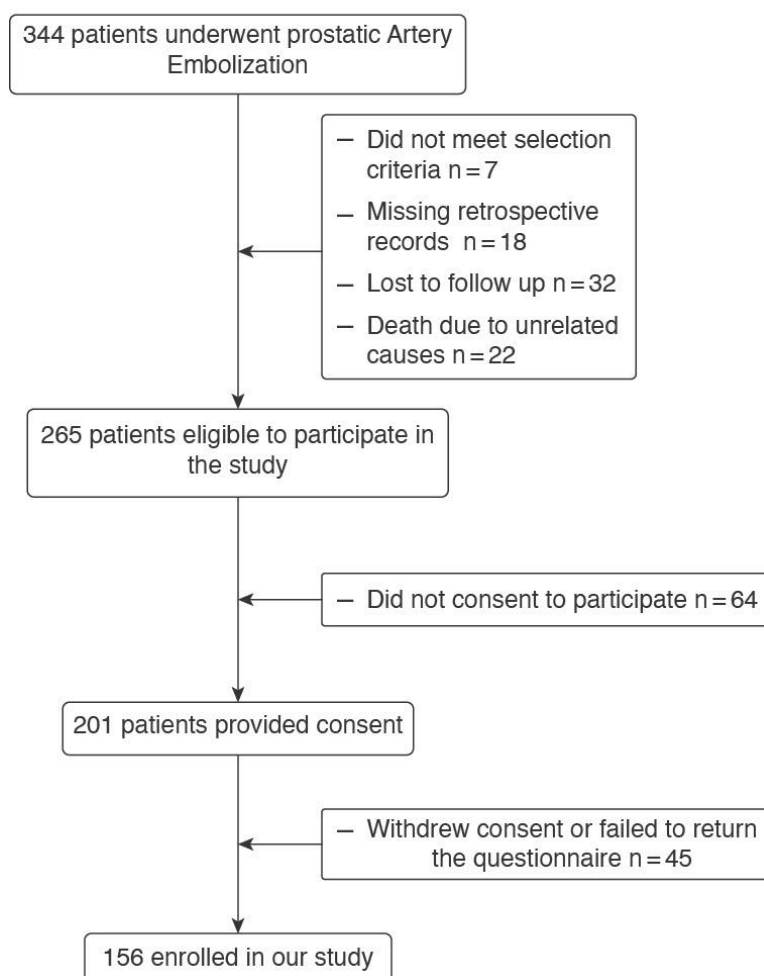 344 patients underwent prostatic Artery
Embolization
– Did not meet selection
criteria n = 7
– Missing retrospective
records n = 18
– Lost to follow up n = 32
– Death due to unrelated
causes n = 22
265 patients eligible to participate in
the study
– Did not consent to participate n = 64
201 patients provided consent
– Withdrew consent or failed to return
the questionnaire n = 45
156 enrolled in our study